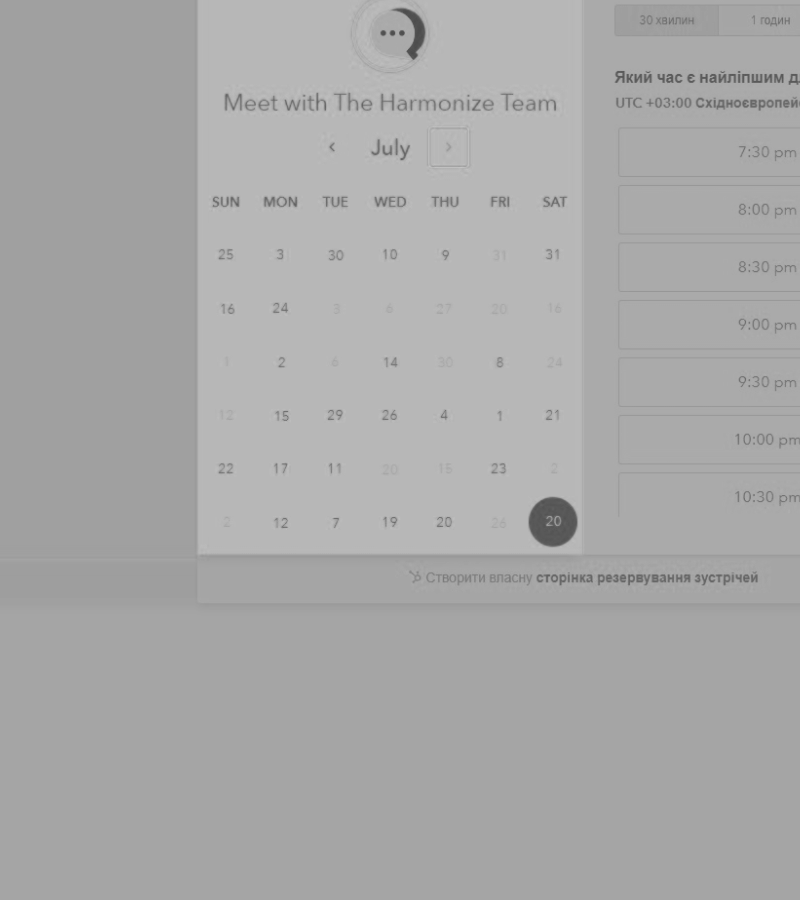 Meet with The Harmonize Team
July
SUN MON TUE WED THU FRI SAT
25 3 30 10 9 31 31
16 24 3 6 27 20 16
1 2 6 14 30 8 24
12 15 29 26 4 1 21
22 17 11 20 15 23 2
2 12 7 19 20 26 20
30 хвилин 1 годин
Який час є найліпшим
UTC +03:00
7:30 pm
8:00 pm
8:30 pm
9:00 pm
9:30 pm
10:00 pm
10:30 pm
Створити власну сторінка резервування зустрічей